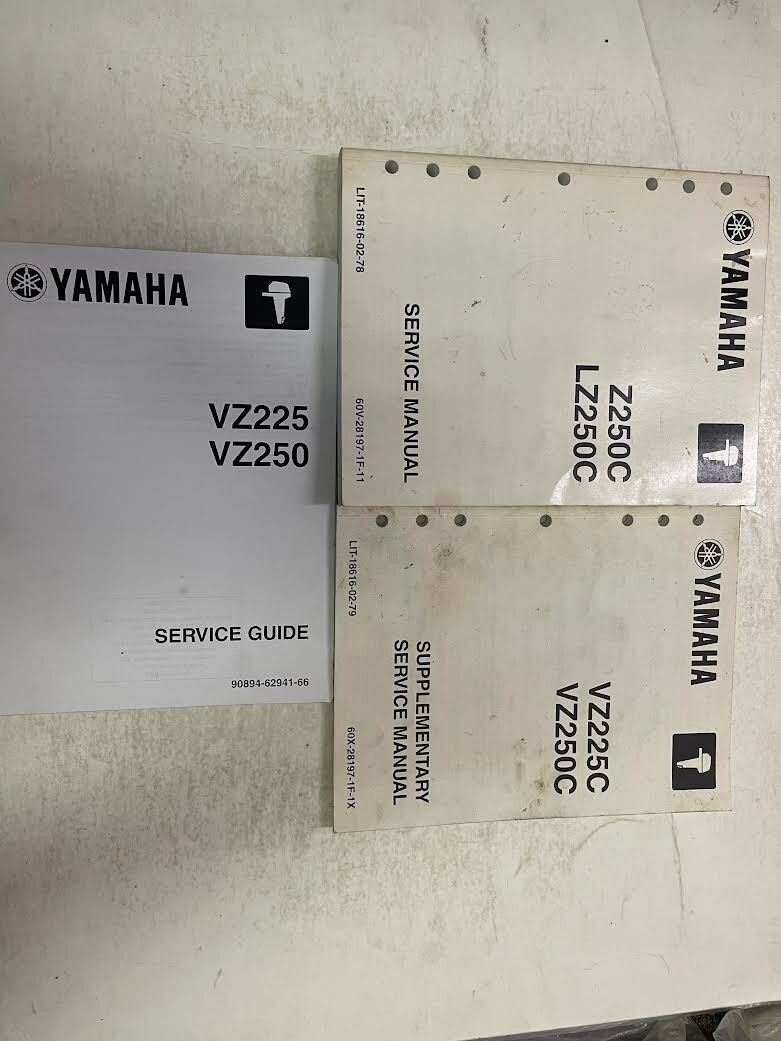 YAMAHA
VZ225
VZ250
SERVICE GUIDE
90894-62941-66
YAMAHA
Z250C
LZ250C
SERVICE MANUAL
LIT-18616-02-78
60V-28197-1F-11
YAMAHA
VZ225C
VZ250C
SUPPLEMENTARY
SERVICE MANUAL
LIT-18616-02-79
60X-28197-1F-1X